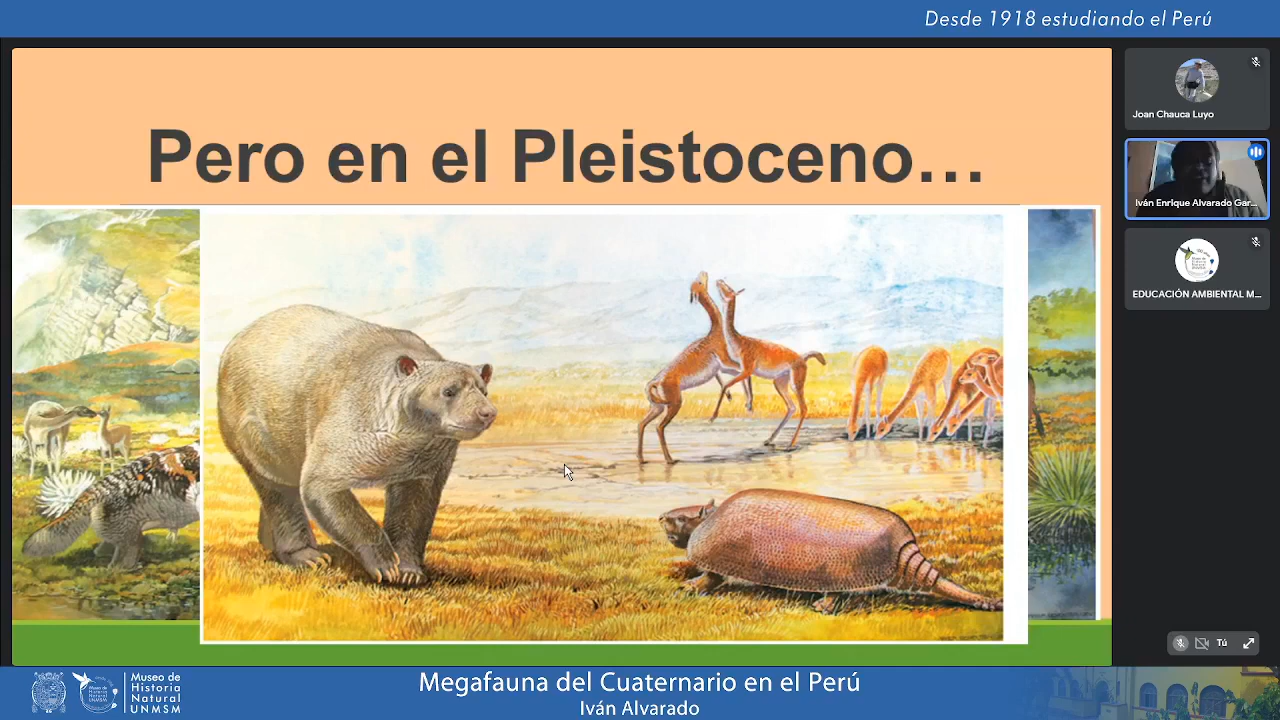 Desde 1918 estudiando el Perú
Pero en el Pleistoceno...
Joan Chauca Luyo
Iván Enrique Alvarado Gar...
EDUCACIÓN AMBIENTAL M...
Tú
Museo de
Historia
Natural
UNMSM
Megafauna del Cuaternario en el Perú
Iván Alvarado